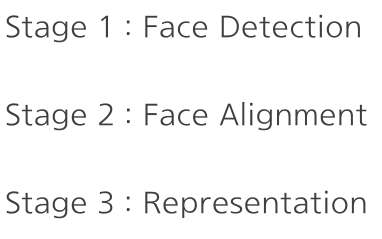 Stage 1 : Face Detection
Stage 2 : Face Alignment
Stage 3 : Representation